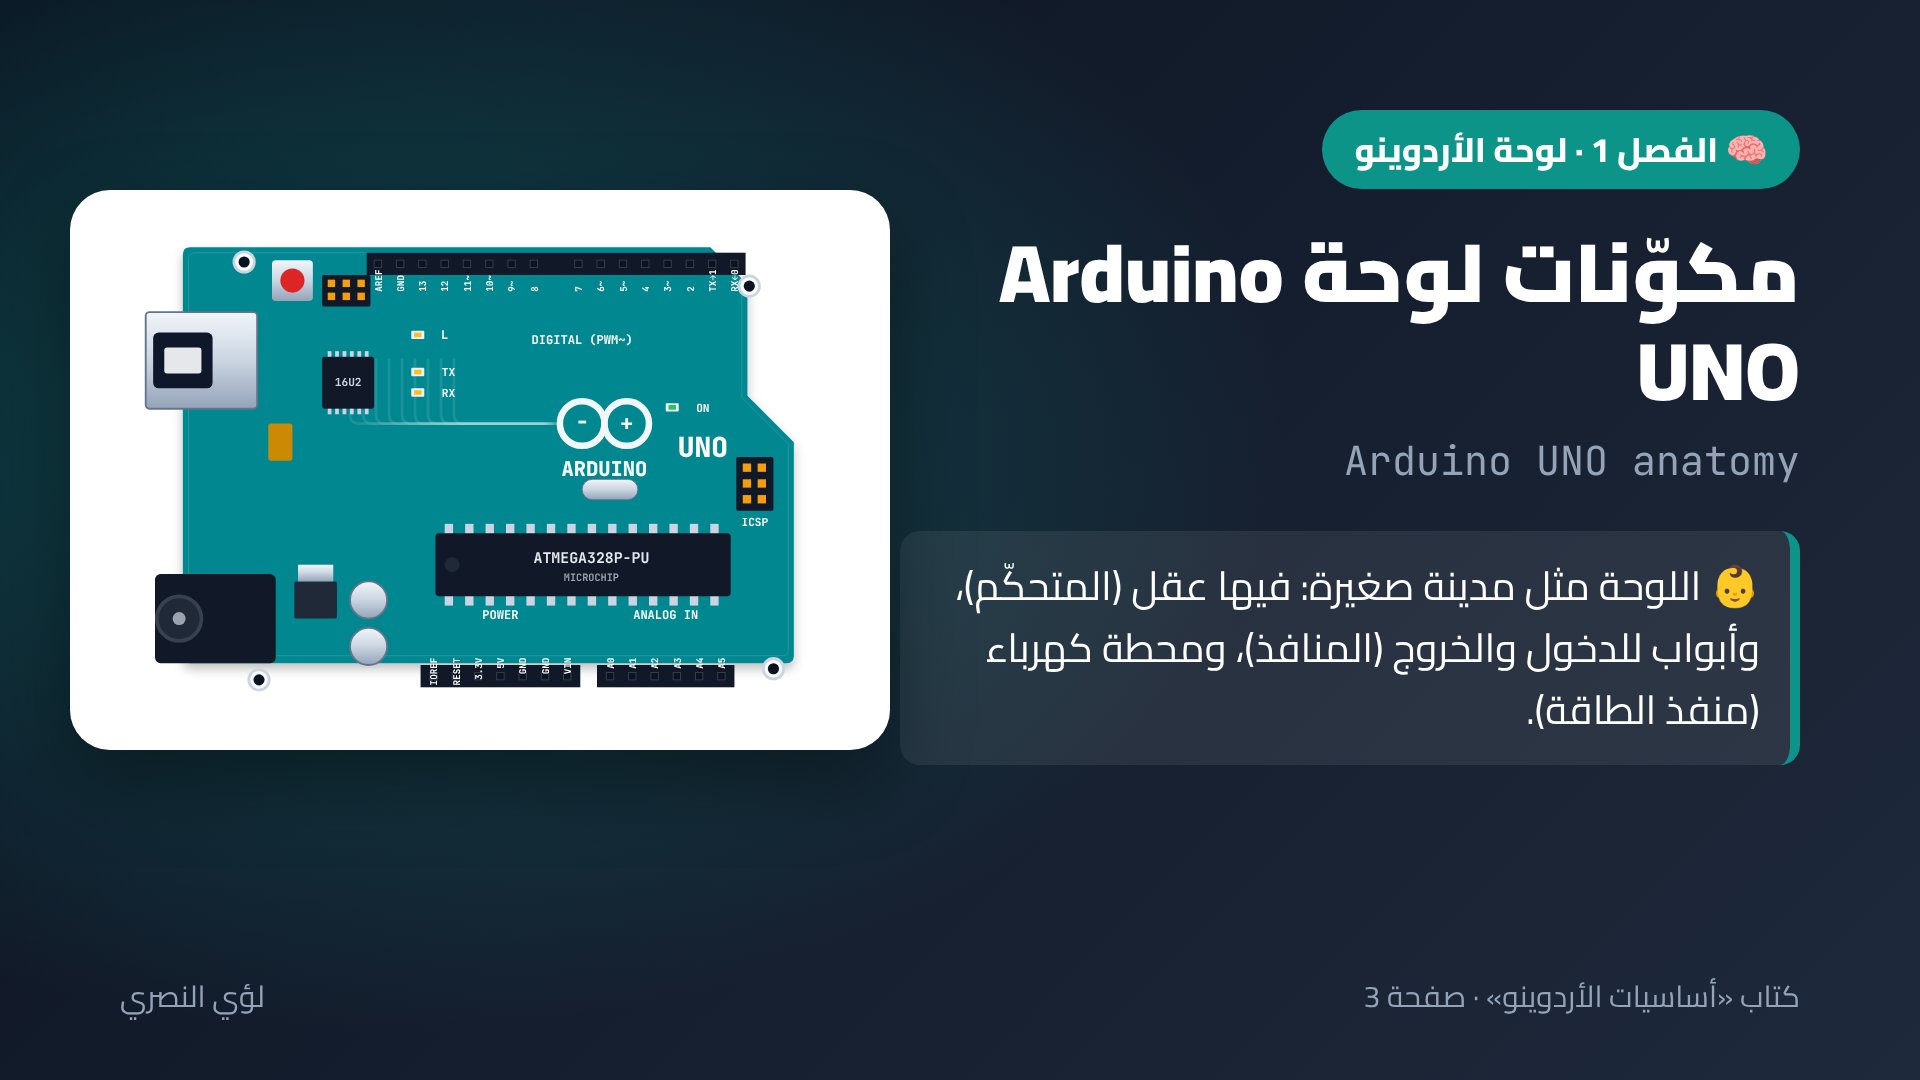 🧠 الفصل 1 · لوحة الأردوينو
مكوّنات لوحة Arduino
UNO
Arduino UNO anatomy
👶 اللوحة مثل مدينة صغيرة: فيها عقل (المتحكّم)،
وأبواب للدخول والخروج (المنافذ)، ومحطة كهرباء
(منفذ الطاقة).
AREF GND 13 12 11~ 10~ 9~ 8 7 6~ 5~ 4 3~ 2 TX→1 RX←0
L
DIGITAL (PWM~)
TX
RX
16U2
ON
- +
UNO
ARDUINO
ICSP
ATMEGA328P-PU
MICROCHIP
POWER
ANALOG IN
IOREF RESET 3.3V 5V GND GND VIN A0 A1 A2 A3 A4 A5
كتاب «أساسيات الأردوينو» · صفحة 3
لؤي النصري